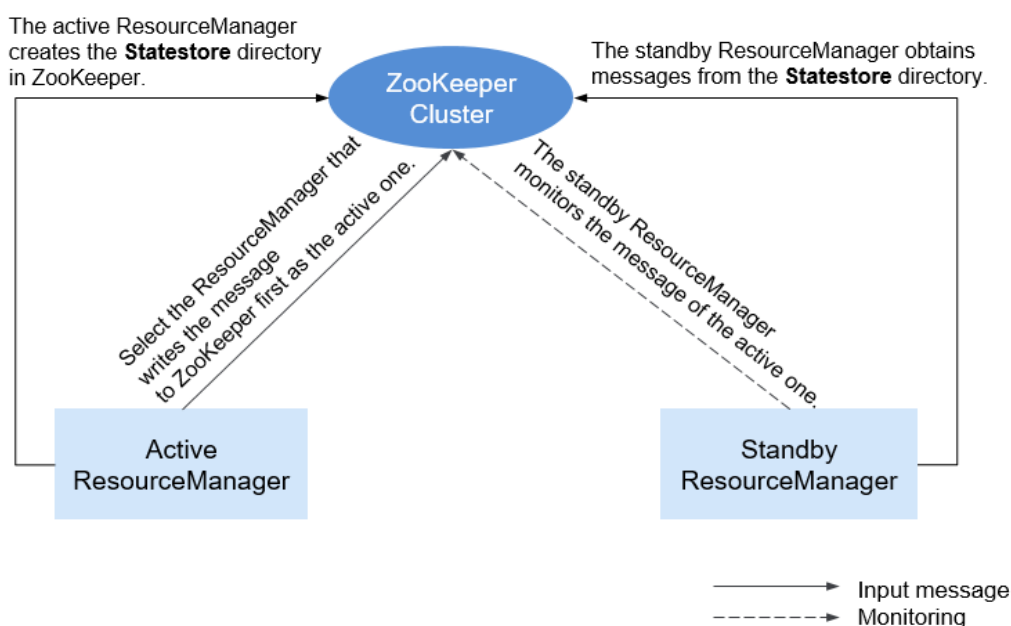 The active ResourceManager
creates the Statestore directory
in ZooKeeper.
The standby ResourceManager obtains
messages from the Statestore directory.
ZooKeeper
Cluster
Select the ResourceManager that
writes the message
to ZooKeeper first as the active one.
The standby ResourceManager
monitors the message of the active one.
Active
ResourceManager
Standby
ResourceManager
Input message
Monitoring